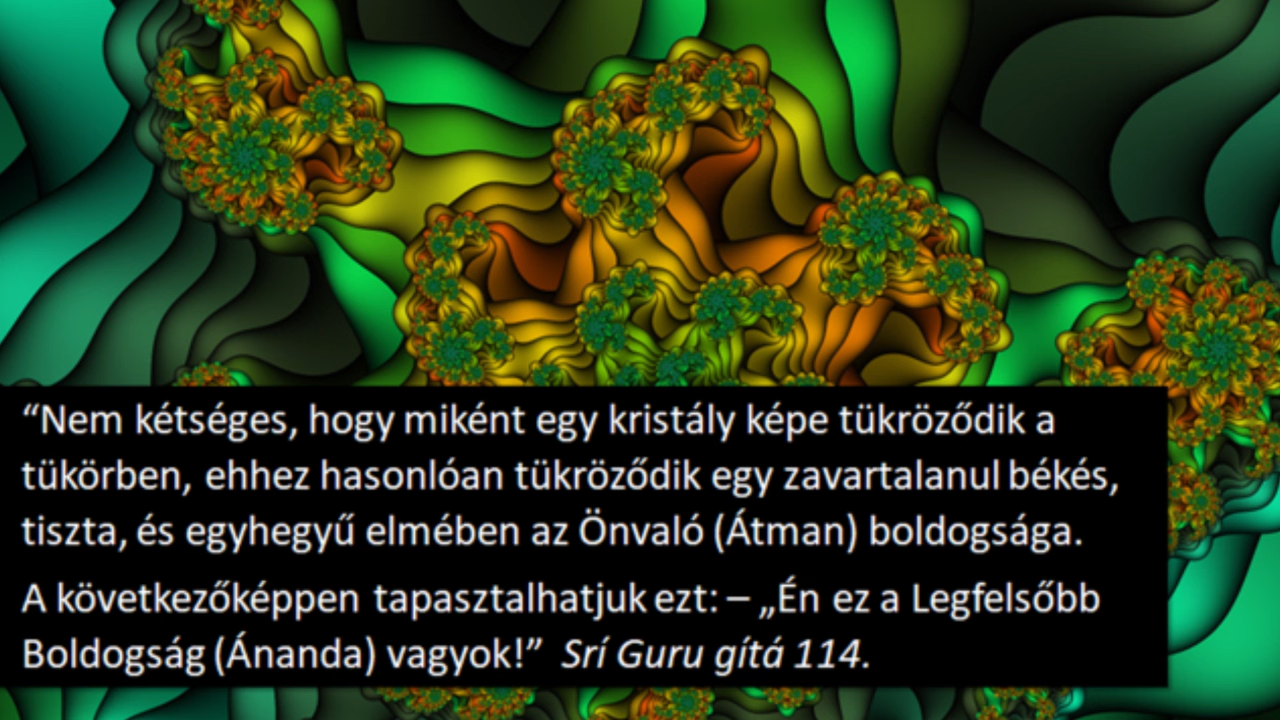 “Nem kétséges, hogy miként egy kristály képe tükröződik a
tükörben, ehhez hasonlóan tükröződik egy zavartalanul békés,
tiszta, és egyhegyű elmében az Önvaló (Átman) boldogsága.
A következőképpen tapasztalhatjuk ezt: – „Én ez a Legfelsőbb
Boldogság (Ánanda) vagyok!” Srí Guru gítá 114.